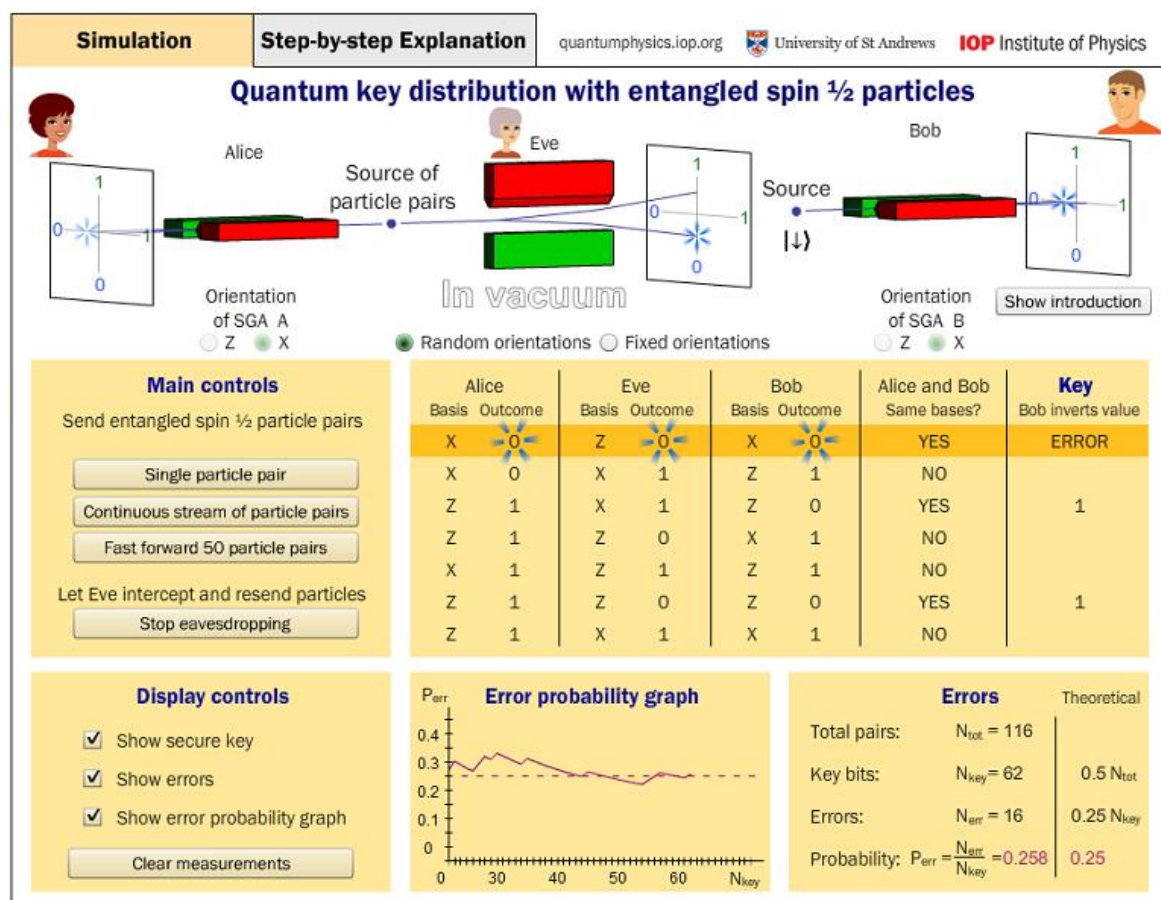 Simulation
Step-by-step Explanation
quantumphysics.iop.org
University of St Andrews
IOP Institute of Physics
Quantum key distribution with entangled spin ½ particles
Alice
Eve
Bob
Source of
particle pairs
Source
|↓⟩
1
0
1
0
1
0
1
0
1
0
1
0
In vacuum
Orientation
of SGA A
Z X
Orientation
of SGA B
Z X
Show introduction
Random orientations Fixed orientations
Main controls
Send entangled spin ½ particle pairs
Single particle pair
Continuous stream of particle pairs
Fast forward 50 particle pairs
Let Eve intercept and resend particles
Stop eavesdropping
Alice Eve Bob Alice and Bob Key
Basis Outcome Basis Outcome Basis Outcome Same bases? Bob inverts value
X 0 Z 0 X 0 YES ERROR
X 0 X 1 Z 1 NO
Z 1 X 1 Z 0 YES 1
Z 1 Z 0 X 1 NO
X 1 Z 1 Z 1 NO
Z 1 Z 0 Z 0 YES 1
Z 1 X 1 X 1 NO
Display controls
Show secure key
Show errors
Show error probability graph
Clear measurements
Perr Error probability graph
0.4
0.3
0.2
0.1
0
0 30 40 50 60 Nkey
Errors Theoretical
Total pairs: Ntot = 116
Key bits: Nkey = 62 0.5 Ntot
Errors: Nerr = 16 0.25 Nkey
Probability: Perr = Nerr/Nkey = 0.258 0.25